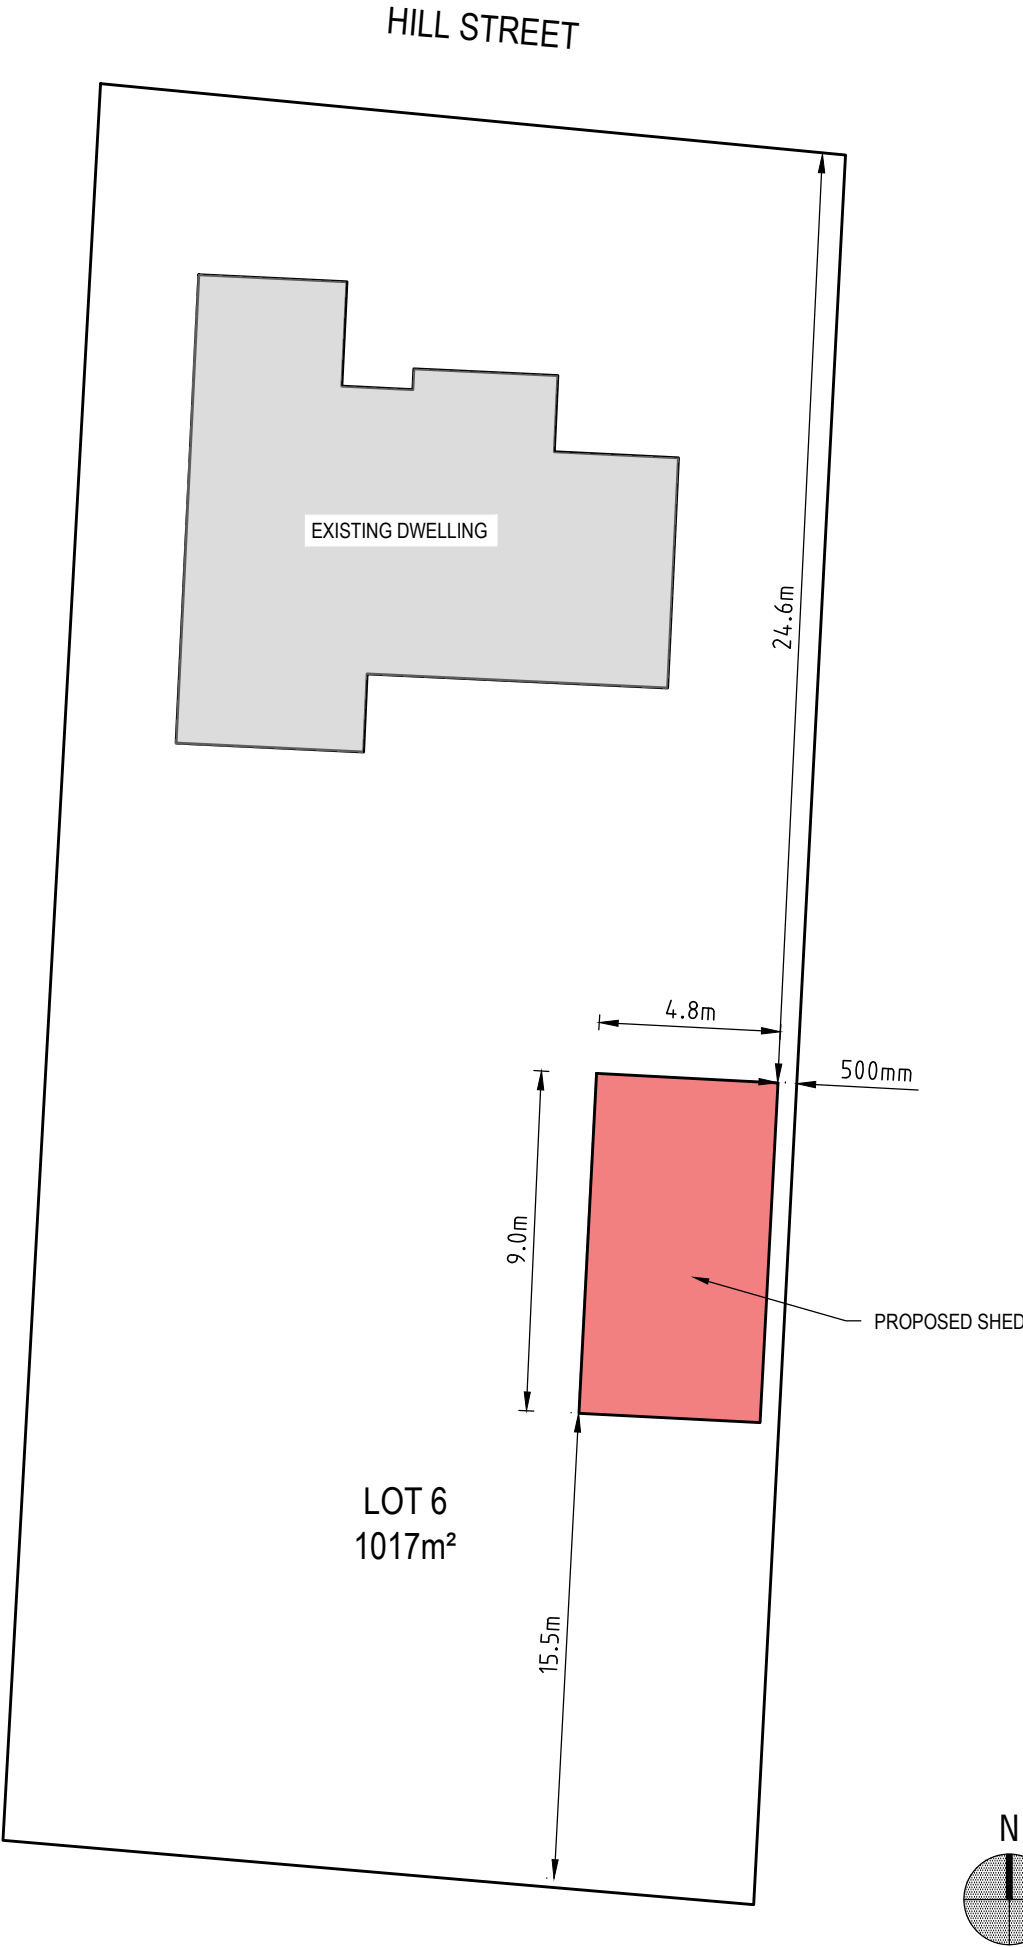 HILL STREET
EXISTING DWELLING
24.6m
4.8m
500mm
9.0m
PROPOSED SHED
LOT 6
1017m²
15.5m
N